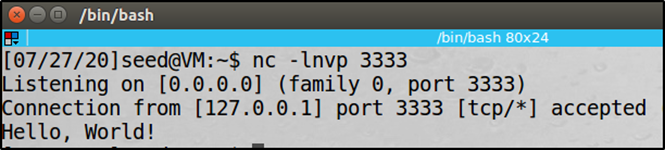 /bin/bash
/bin/bash 80x24
[07/27/20]seed@VM:~$ nc -lnvp 3333
Listening on [0.0.0.0] (family 0, port 3333)
Connection from [127.0.0.1] port 3333 [tcp/*] accepted
Hello, World!